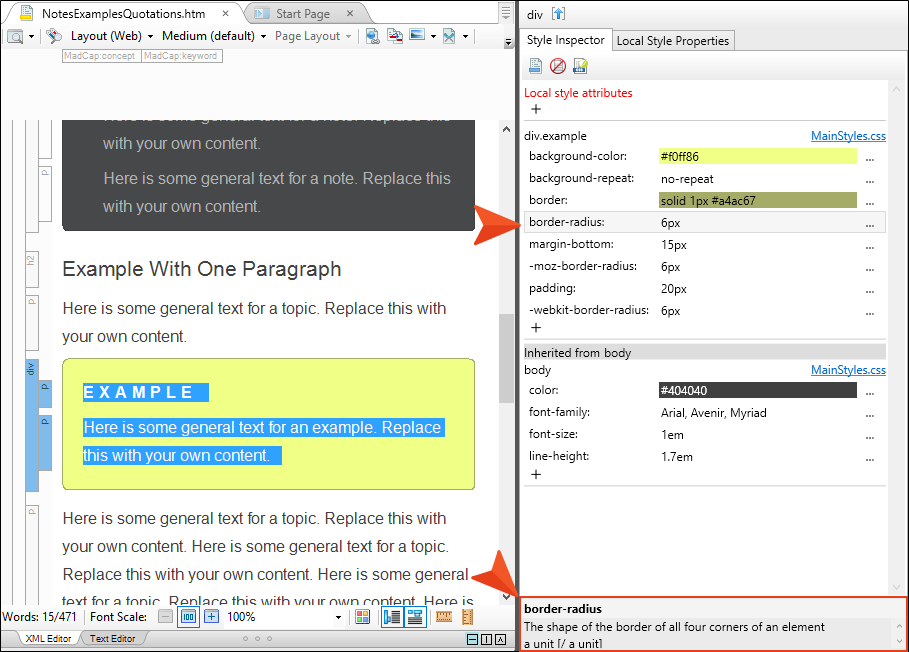 NotesExamplesQuotations.htm
Start Page
Layout (Web)
Medium (default)
Page Layout
MadCap:concept
MadCap:keyword
Here is some general text for a note. Replace this
with your own content.
Here is some general text for a note. Replace this
with your own content.
p
h2
Example With One Paragraph
p
Here is some general text for a topic. Replace this with
your own content.
div
p
EXAMPLE
p
Here is some general text for an example. Replace
this with your own content.
p
Here is some general text for a topic. Replace this with
your own content. Here is some general text for a topic.
Replace this with your own content. Here is some general
text for a topic. Replace this with your own content. Here is
Words: 15/471
Font Scale:
100
100%
XML Editor
Text Editor
div
Style Inspector
Local Style Properties
Local style attributes
+
div.example
MainStyles.css
background-color:
#f0ff86
...
background-repeat:
no-repeat
...
border:
solid 1px #a4ac67
...
border-radius:
6px
...
margin-bottom:
15px
...
-moz-border-radius:
6px
...
padding:
20px
...
-webkit-border-radius:
6px
...
+
Inherited from body
body
MainStyles.css
color:
#404040
...
font-family:
Arial, Avenir, Myriad
...
font-size:
1em
...
line-height:
1.7em
...
+
border-radius
The shape of the border of all four corners of an element
a unit [/ a unit]